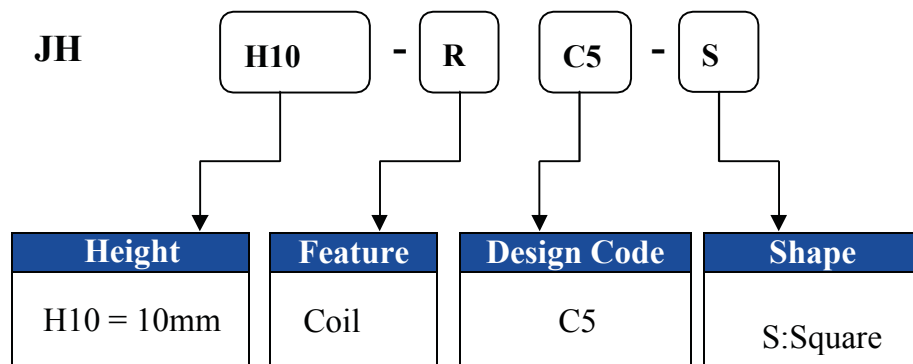 JH H10 - R C5 - S
Height Feature Design Code Shape
H10 = 10mm Coil C5 S:Square